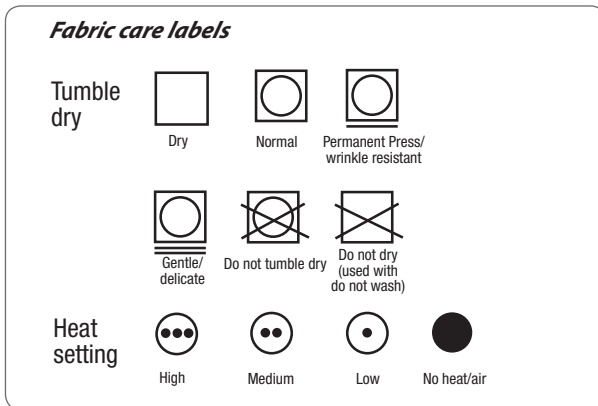 Fabric care labels
Tumble
dry
Dry
Normal
Permanent Press/
wrinkle resistant
Gentle/
delicate
Do not tumble dry
Do not dry
(used with
do not wash)
Heat
setting
High
Medium
Low
No heat/air